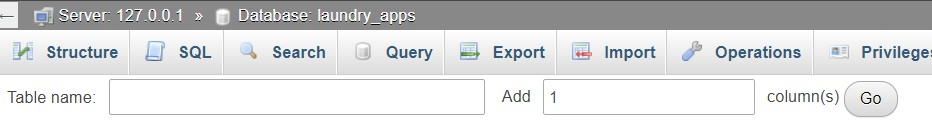 Server: 127.0.0.1 » Database: laundry_apps
Structure SQL Search Query Export Import Operations Privileges
Table name: Add 1 column(s) Go